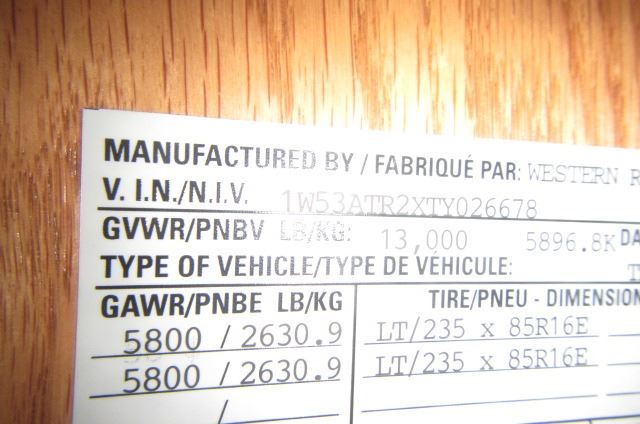 MANUFACTURED BY / FABRIQUÉ PAR: WESTERN R
V. I.N./N.I.V. 1W53ATR2XTY026678
GVWR/PNBV LB/KG: 13,000 5896.8K DA
TYPE OF VEHICLE/TYPE DE VÉHICULE: T
GAWR/PNBE LB/KG TIRE/PNEU - DIMENSION
5800 / 2630.9 LT/235 x 85R16E
5800 / 2630.9 LT/235 x 85R16E
/